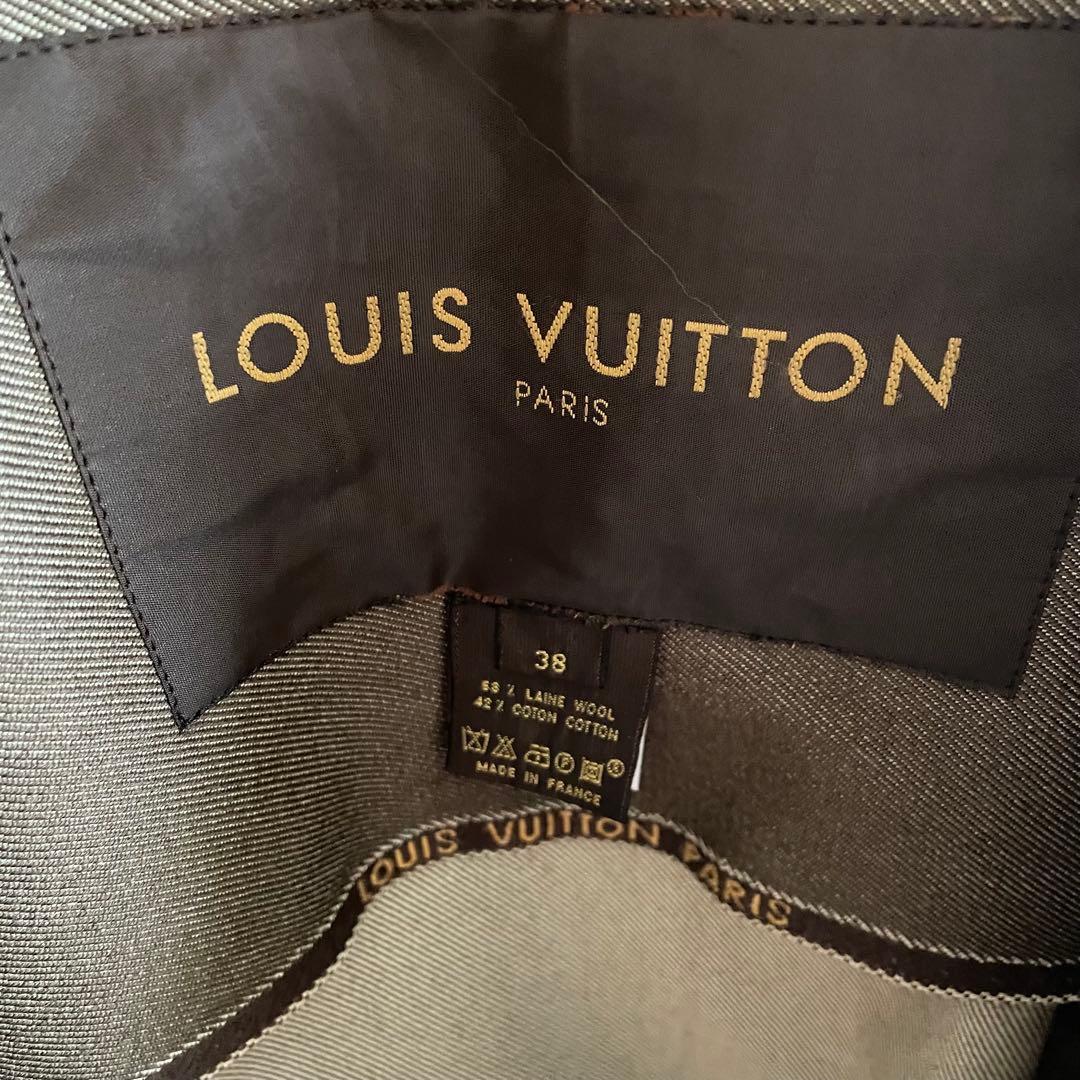 LOUIS VUITTON
PARIS
38
58 % LAINE WOOL
42 % COTON COTTON
MADE IN FRANCE
LOUIS VUITTON PARIS